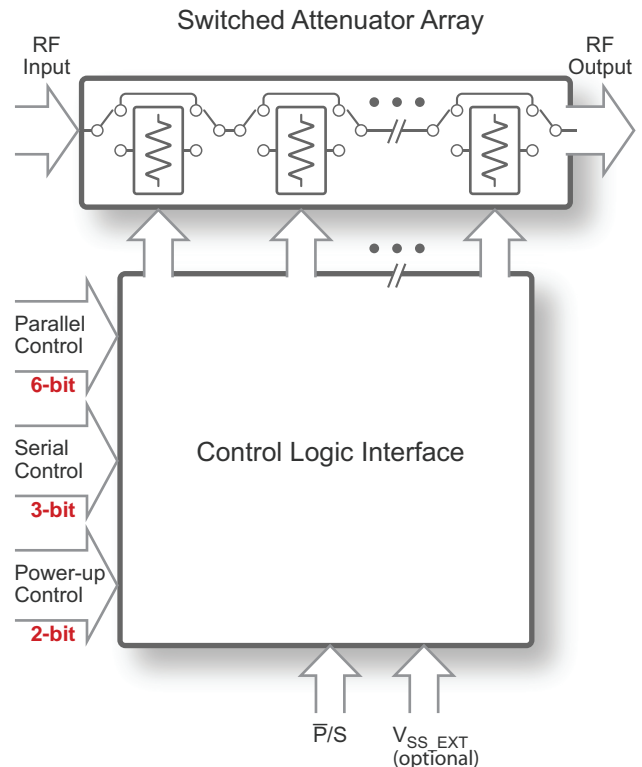 Switched Attenuator Array
RF
Input
RF
Output
Parallel
Control
6-bit
Serial
Control
3-bit
Power-up
Control
2-bit
Control Logic Interface
P̅/S
VSS_EXT
(optional)